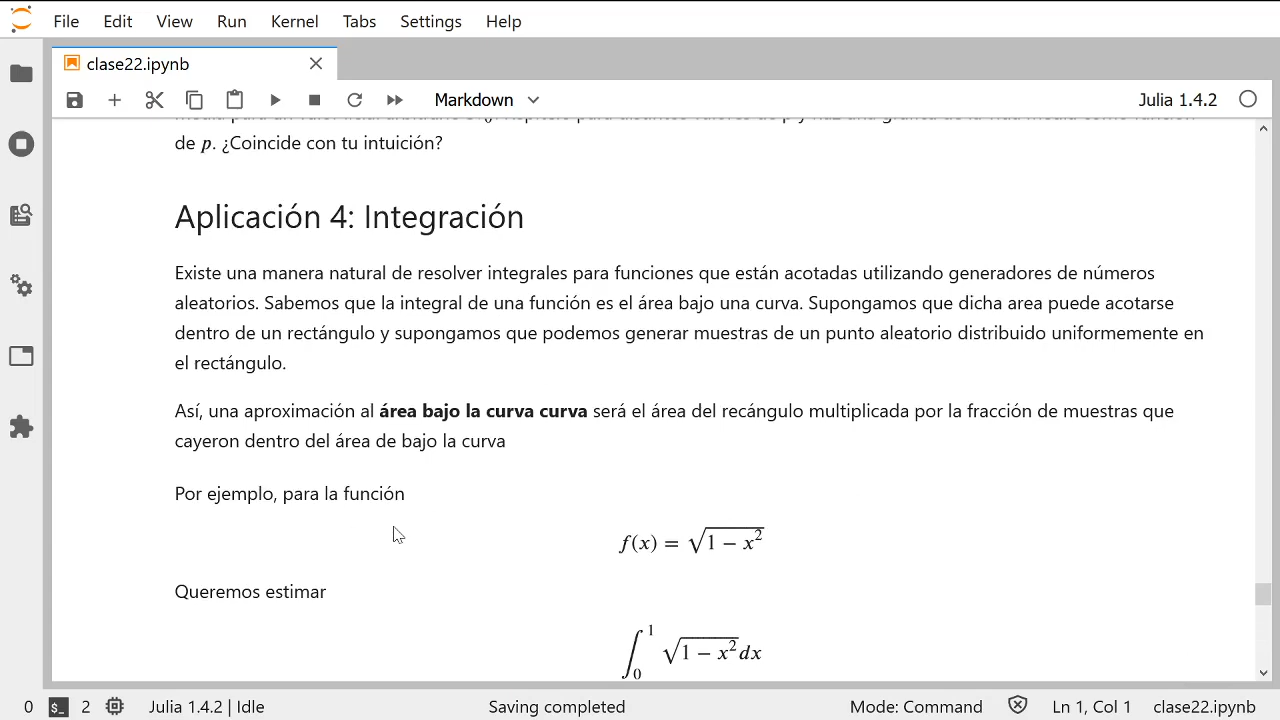 File Edit View Run Kernel Tabs Settings Help
clase22.ipynb
Markdown
Julia 1.4.2
de p. ¿Coincide con tu intuición?
Aplicación 4: Integración
Existe una manera natural de resolver integrales para funciones que están acotadas utilizando generadores de números
aleatorios. Sabemos que la integral de una función es el área bajo una curva. Supongamos que dicha area puede acotarse
dentro de un rectángulo y supongamos que podemos generar muestras de un punto aleatorio distribuido uniformemente en
el rectángulo.
Así, una aproximación al área bajo la curva curva será el área del recángulo multiplicada por la fracción de muestras que
cayeron dentro del área de bajo la curva
Por ejemplo, para la función
f(x) = √(1 − x²)
Queremos estimar
∫₀¹ √(1 − x²) dx
0 $_ 2 Julia 1.4.2 | Idle Saving completed Mode: Command Ln 1, Col 1 clase22.ipynb